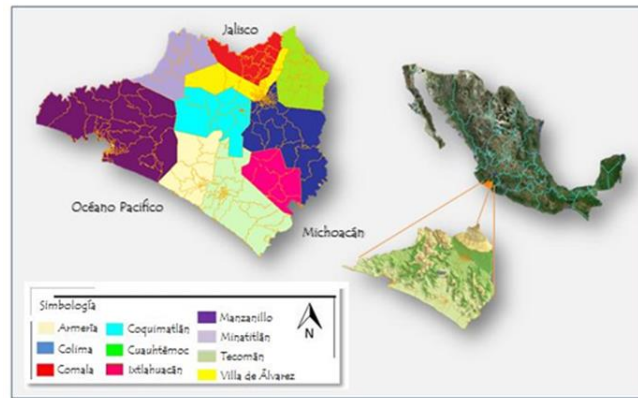 Jalisco
Océano Pacifico
Michoacán
Simbología
Armería
Colima
Comala
Coquimatlán
Cuauhtémoc
Ixtlahuacán
Manzanillo
Minatitlán
Tecomán
Villa de Álvarez
N